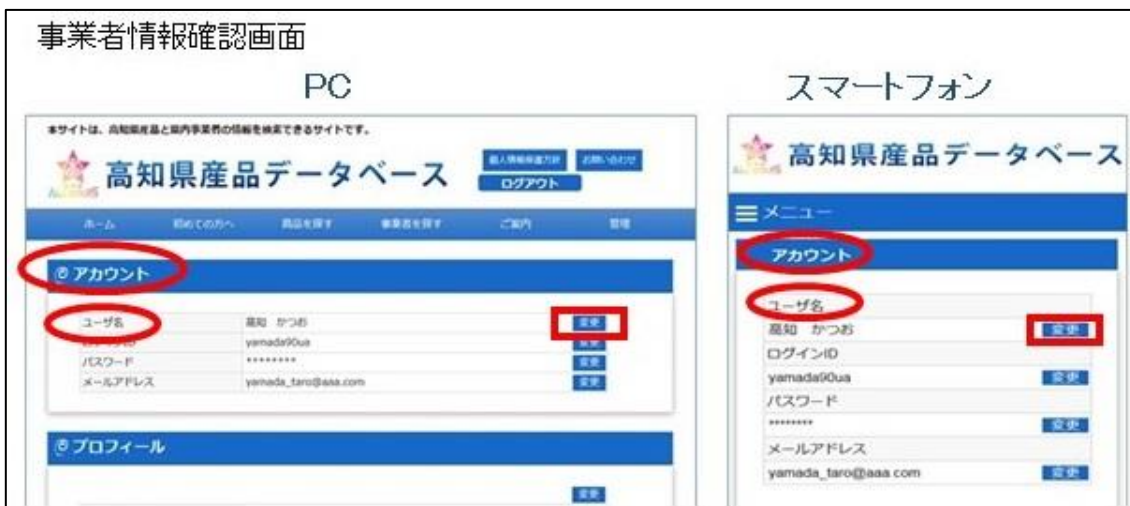 事業者情報確認画面
PC
本サイトは、高知県産品と県内事業者の情報を検索できるサイトです。
高知県産品データベース
個人情報保護方針
お問い合わせ
ログアウト
ホーム
初めての方へ
商品を探す
事業者を探す
ご案内
管理
アカウント
ユーザ名
高知 かつお
変更
yamada90ua
変更
パスワード
********
変更
メールアドレス
yamada_taro@aaa.com
変更
プロフィール
変更
スマートフォン
高知県産品データベース
メニュー
アカウント
ユーザ名
高知 かつお
変更
ログインID
yamada90ua
変更
パスワード
********
変更
メールアドレス
yamada_taro@aaa.com
変更